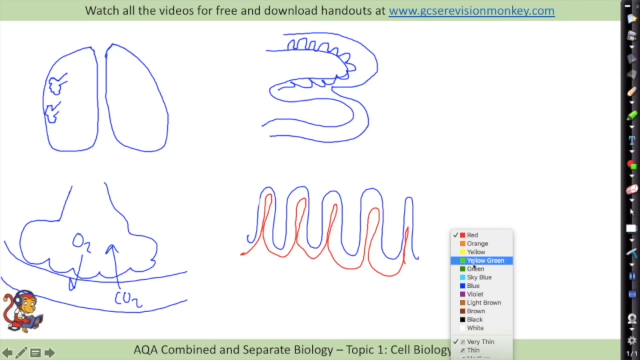 Watch all the videos for free and download handouts at www.gcserevisionmonkey.com
O2
CO2
Red
Orange
Yellow
Yellow Green
Green
Sky Blue
Blue
Violet
Light Brown
Brown
Black
White
Very Thin
Thin
AQA Combined and Separate Biology – Topic 1: Cell Biology